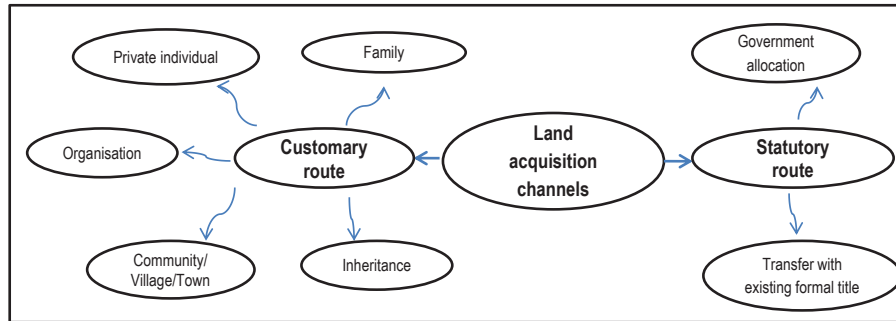 Private individual
Family
Government
allocation
Organisation
Customary
route
Land
acquisition
channels
Statutory
route
Community/
Village/Town
Inheritance
Transfer with
existing formal title